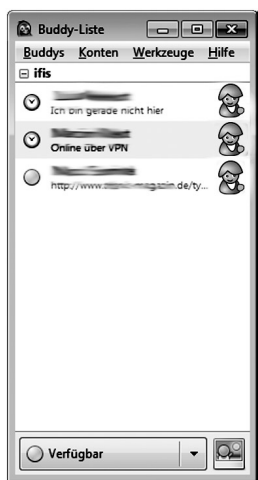 Buddy-Liste
Buddys Konten Werkzeuge Hilfe
ifis
Ich bin gerade nicht hier
Online über VPN
http://www. -magazin.de/ty...
Verfügbar